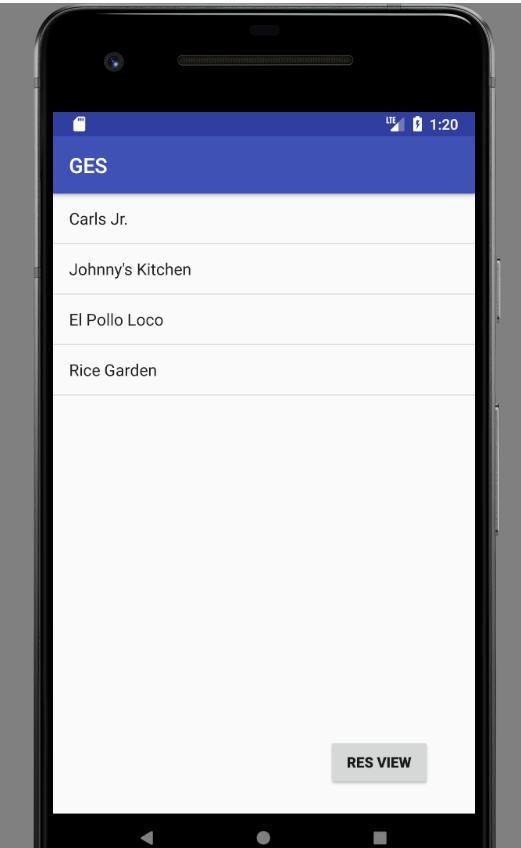 LTE 1:20
GES
Carls Jr.
Johnny's Kitchen
El Pollo Loco
Rice Garden
RES VIEW